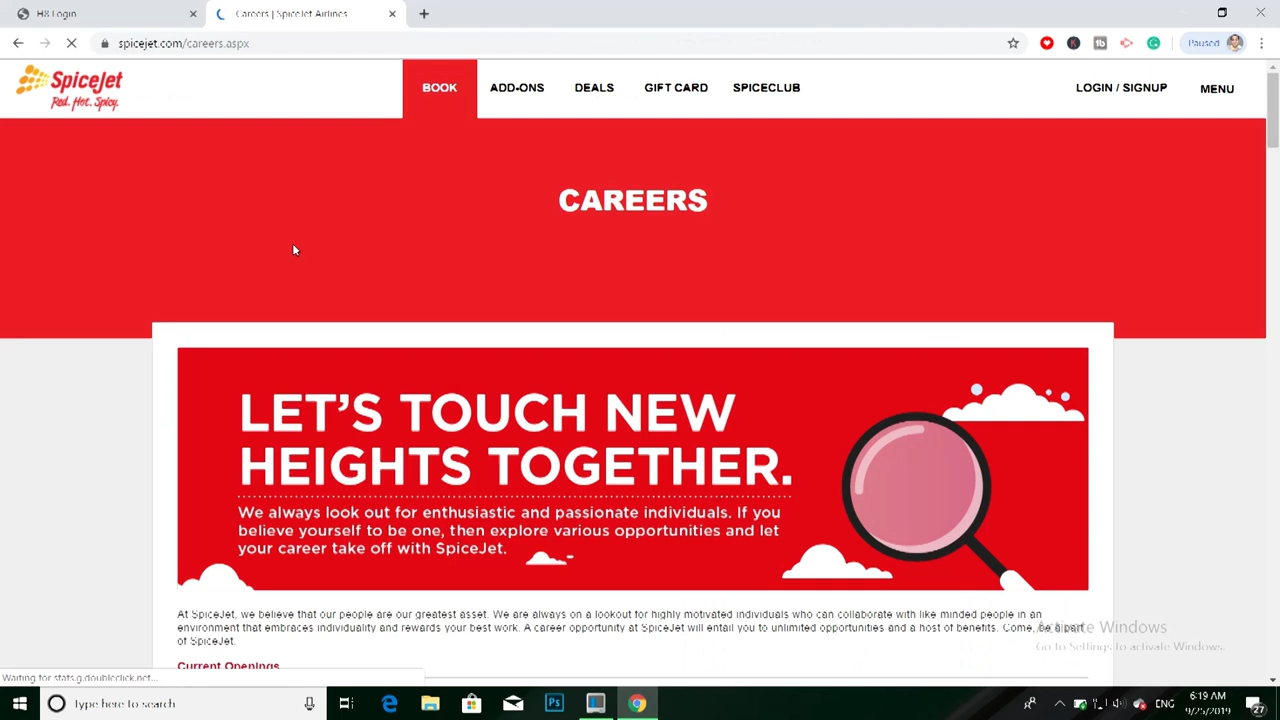 H8 Login
Careers | SpiceJet Airlines
spicejet.com/careers.aspx
Paused
SpiceJet
Red. Hot. Spicy.
BOOK
ADD-ONS
DEALS
GIFT CARD
SPICECLUB
LOGIN / SIGNUP
MENU
CAREERS
LET'S TOUCH NEW
HEIGHTS TOGETHER.
We always look out for enthusiastic and passionate individuals. If you
believe yourself to be one, then explore various opportunities and let
your career take off with SpiceJet.
At SpiceJet, we believe that our people are our greatest asset. We are always on a lookout for highly motivated individuals who can collaborate with like minded people in an
environment that embraces individuality and rewards your best work. A career opportunity at SpiceJet will entail you to unlimited opportunities and a host of benefits. Come, be a part
of SpiceJet.
Activate Windows
Go to Settings to activate Windows.
Current Openings
Waiting for stats.g.doubleclick.net...
Type here to search
Ps
ENG
6:19 AM
9/25/2019
27